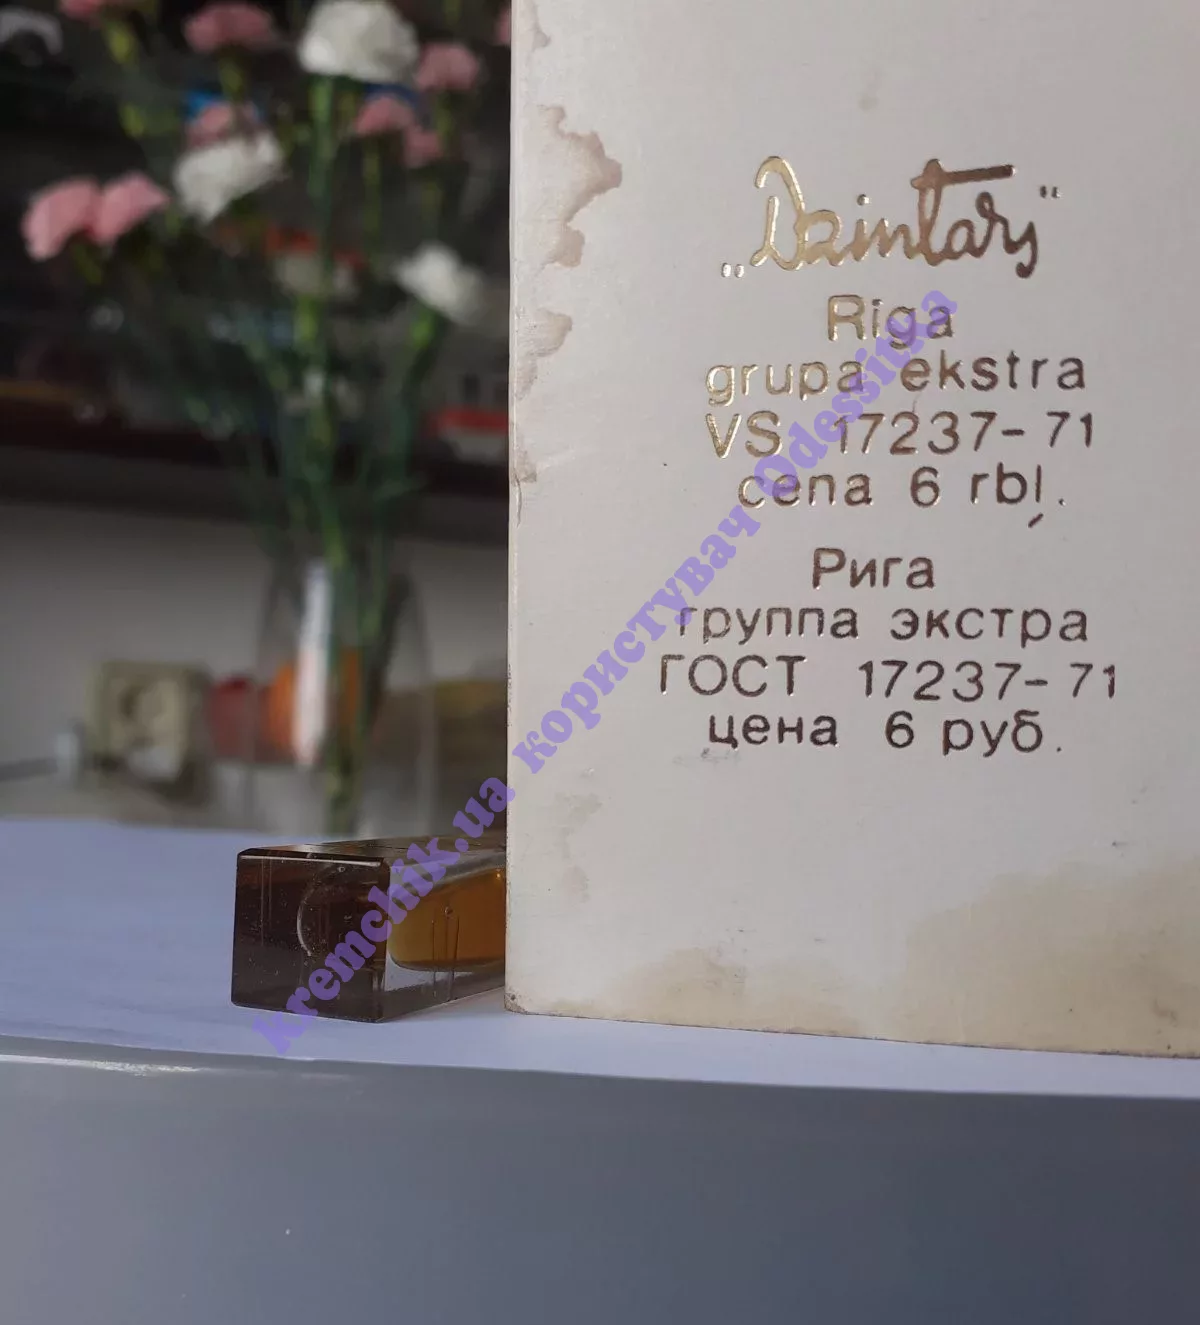 „Dzintars"
Riga
grupa ekstra
VS 17237-71
cena 6 rbļ.
Рига
группа экстра
ГОСТ 17237-71
цена 6 руб.
kremchik.ua користувач Odessitka